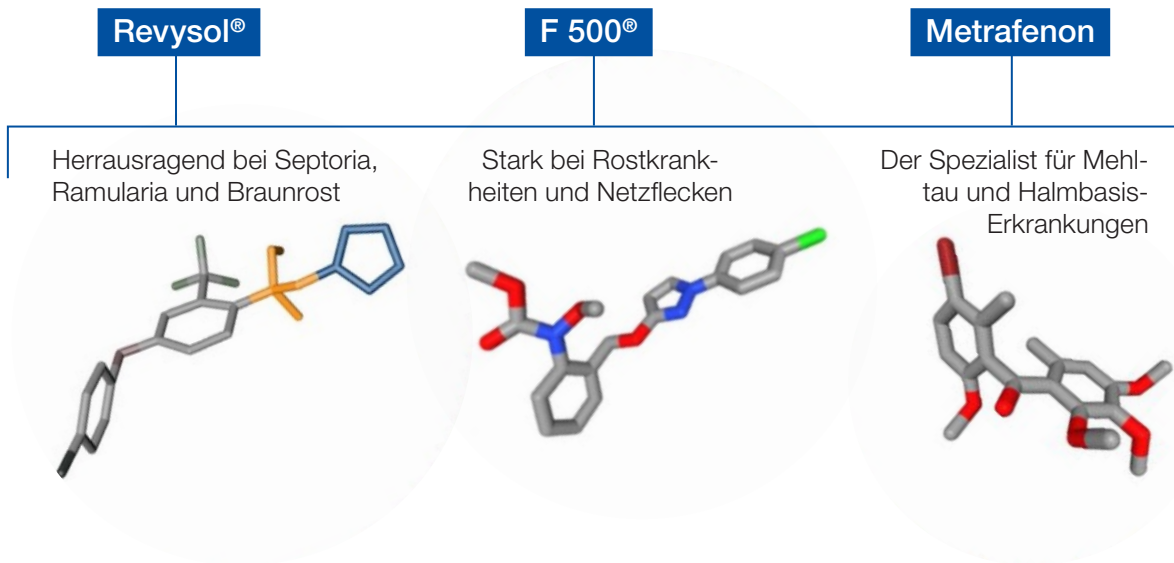 Revysol®
F 500®
Metrafenon
Herrausragend bei Septoria,
Ramularia und Braunrost
Stark bei Rostkrank-
heiten und Netzflecken
Der Spezialist für Mehl-
tau und Halmbasis-
Erkrankungen